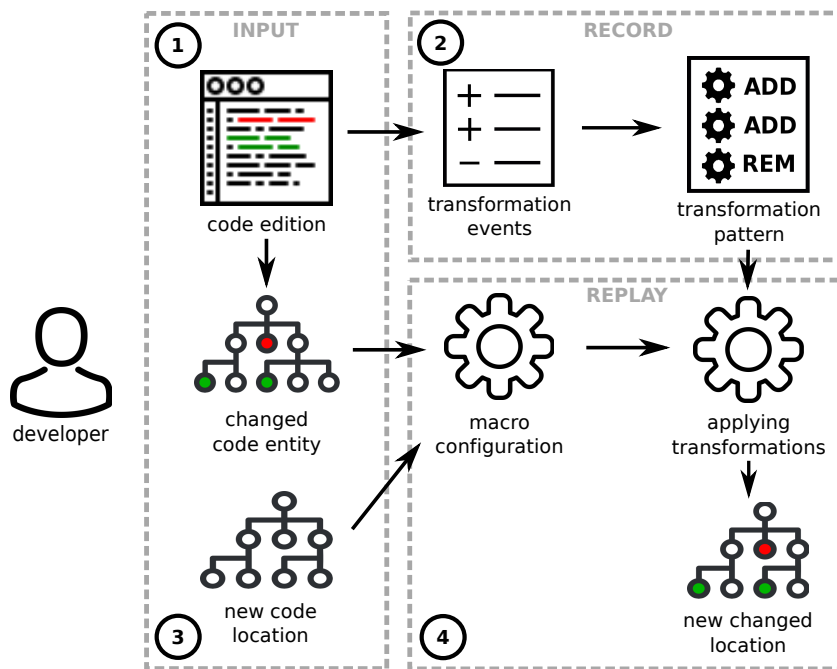 1
INPUT
2
RECORD
ADD
ADD
REM
code edition
transformation
events
transformation
pattern
REPLAY
developer
changed
code entity
macro
configuration
applying
transformations
new code
location
new changed
location
3
4